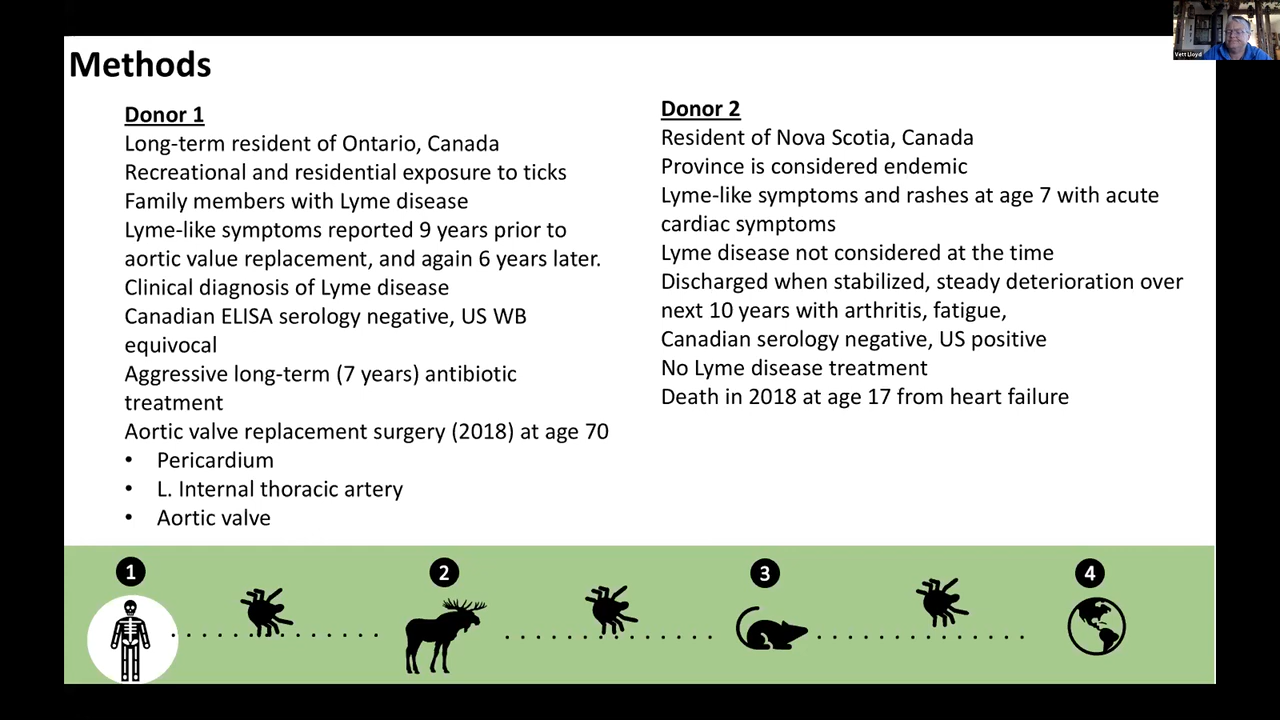 Methods
Vett Lloyd
Donor 1
Long-term resident of Ontario, Canada
Recreational and residential exposure to ticks
Family members with Lyme disease
Lyme-like symptoms reported 9 years prior to
aortic value replacement, and again 6 years later.
Clinical diagnosis of Lyme disease
Canadian ELISA serology negative, US WB
equivocal
Aggressive long-term (7 years) antibiotic
treatment
Aortic valve replacement surgery (2018) at age 70
• Pericardium
• L. Internal thoracic artery
• Aortic valve
Donor 2
Resident of Nova Scotia, Canada
Province is considered endemic
Lyme-like symptoms and rashes at age 7 with acute
cardiac symptoms
Lyme disease not considered at the time
Discharged when stabilized, steady deterioration over
next 10 years with arthritis, fatigue,
Canadian serology negative, US positive
No Lyme disease treatment
Death in 2018 at age 17 from heart failure
1
2
3
4